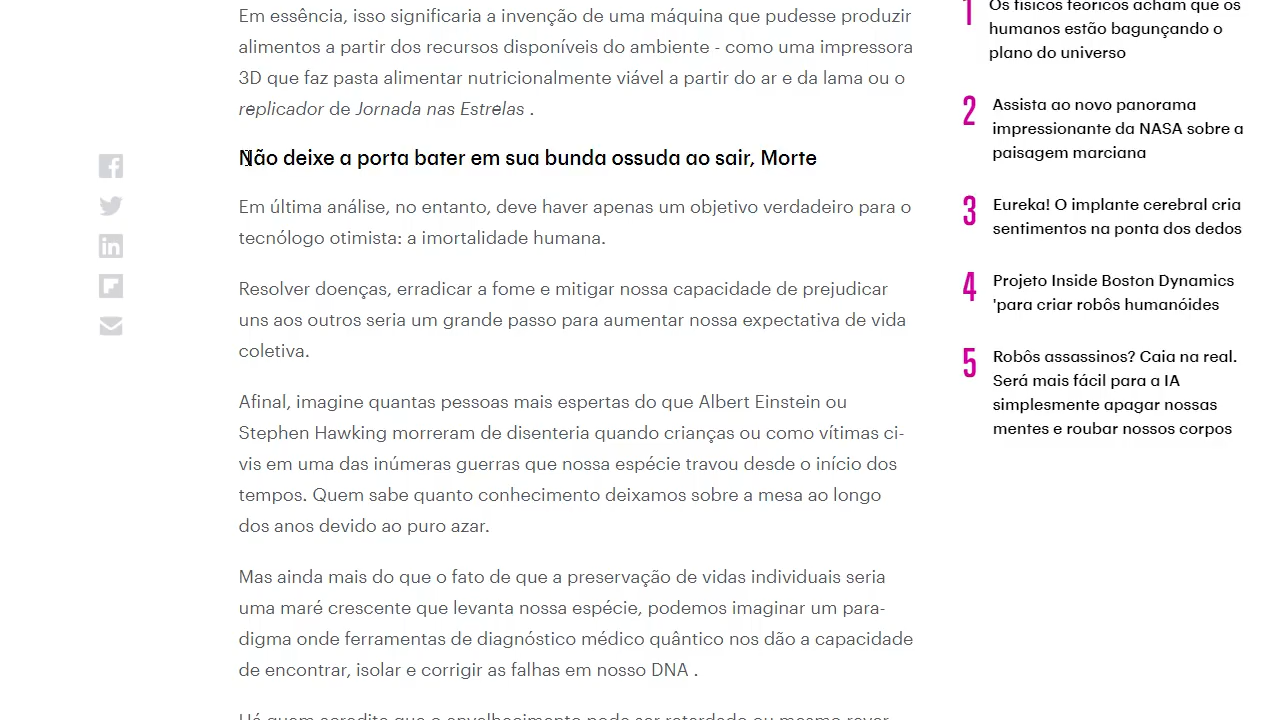 Em essência, isso significaria a invenção de uma máquina que pudesse produzir
alimentos a partir dos recursos disponíveis do ambiente - como uma impressora
3D que faz pasta alimentar nutricionalmente viável a partir do ar e da lama ou o
replicador de Jornada nas Estrelas .
Não deixe a porta bater em sua bunda ossuda ao sair, Morte
Em última análise, no entanto, deve haver apenas um objetivo verdadeiro para o
tecnólogo otimista: a imortalidade humana.
Resolver doenças, erradicar a fome e mitigar nossa capacidade de prejudicar
uns aos outros seria um grande passo para aumentar nossa expectativa de vida
coletiva.
Afinal, imagine quantas pessoas mais espertas do que Albert Einstein ou
Stephen Hawking morreram de disenteria quando crianças ou como vítimas ci-
vis em uma das inúmeras guerras que nossa espécie travou desde o início dos
tempos. Quem sabe quanto conhecimento deixamos sobre a mesa ao longo
dos anos devido ao puro azar.
Mas ainda mais do que o fato de que a preservação de vidas individuais seria
uma maré crescente que levanta nossa espécie, podemos imaginar um para-
digma onde ferramentas de diagnóstico médico quântico nos dão a capacidade
de encontrar, isolar e corrigir as falhas em nosso DNA .
Há quem acredite que o envelhecimento pode ser retardado ou mesmo rever-
1 Os físicos teóricos acham que os
humanos estão bagunçando o
plano do universo
2 Assista ao novo panorama
impressionante da NASA sobre a
paisagem marciana
3 Eureka! O implante cerebral cria
sentimentos na ponta dos dedos
4 Projeto Inside Boston Dynamics
'para criar robôs humanóides
5 Robôs assassinos? Caia na real.
Será mais fácil para a IA
simplesmente apagar nossas
mentes e roubar nossos corpos